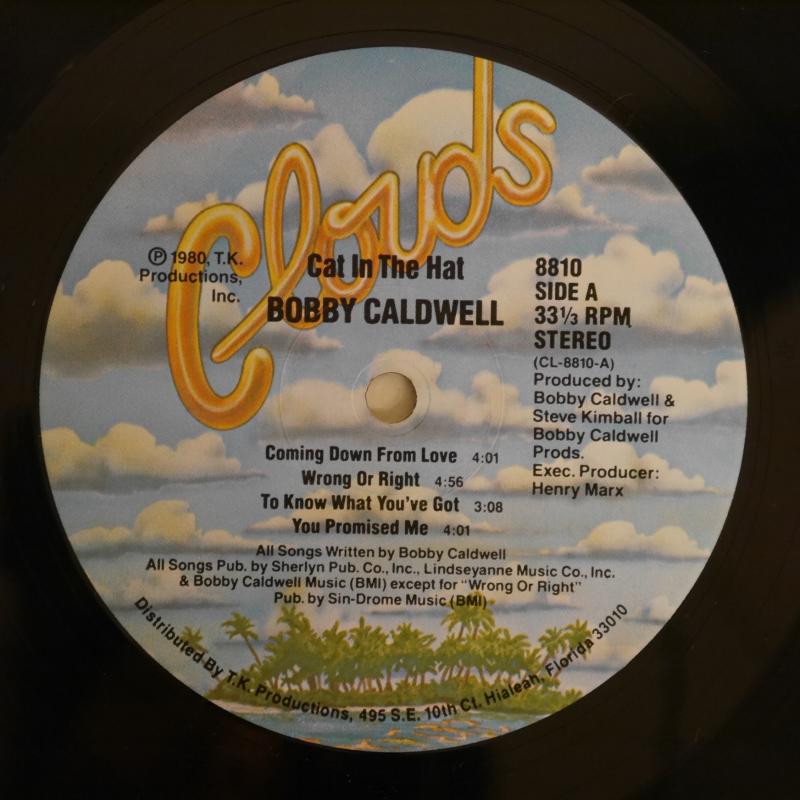 Clouds
℗ 1980, T.K.
Productions,
Inc.
Cat In The Hat
BOBBY CALDWELL
8810
SIDE A
33 1/3 RPM
STEREO
(CL-8810-A)
Produced by:
Bobby Caldwell &
Steve Kimball for
Bobby Caldwell
Prods.
Exec. Producer:
Henry Marx
Coming Down From Love 4:01
Wrong Or Right 4:56
To Know What You've Got 3:08
You Promised Me 4:01
All Songs Written by Bobby Caldwell
All Songs Pub. by Sherlyn Pub. Co., Inc., Lindseyanne Music Co., Inc.
& Bobby Caldwell Music (BMI) except for "Wrong Or Right"
Pub. by Sin-Drome Music (BMI)
Distributed By T.K. Productions, 495 S.E. 10th Ct. Hialeah, Florida 33010